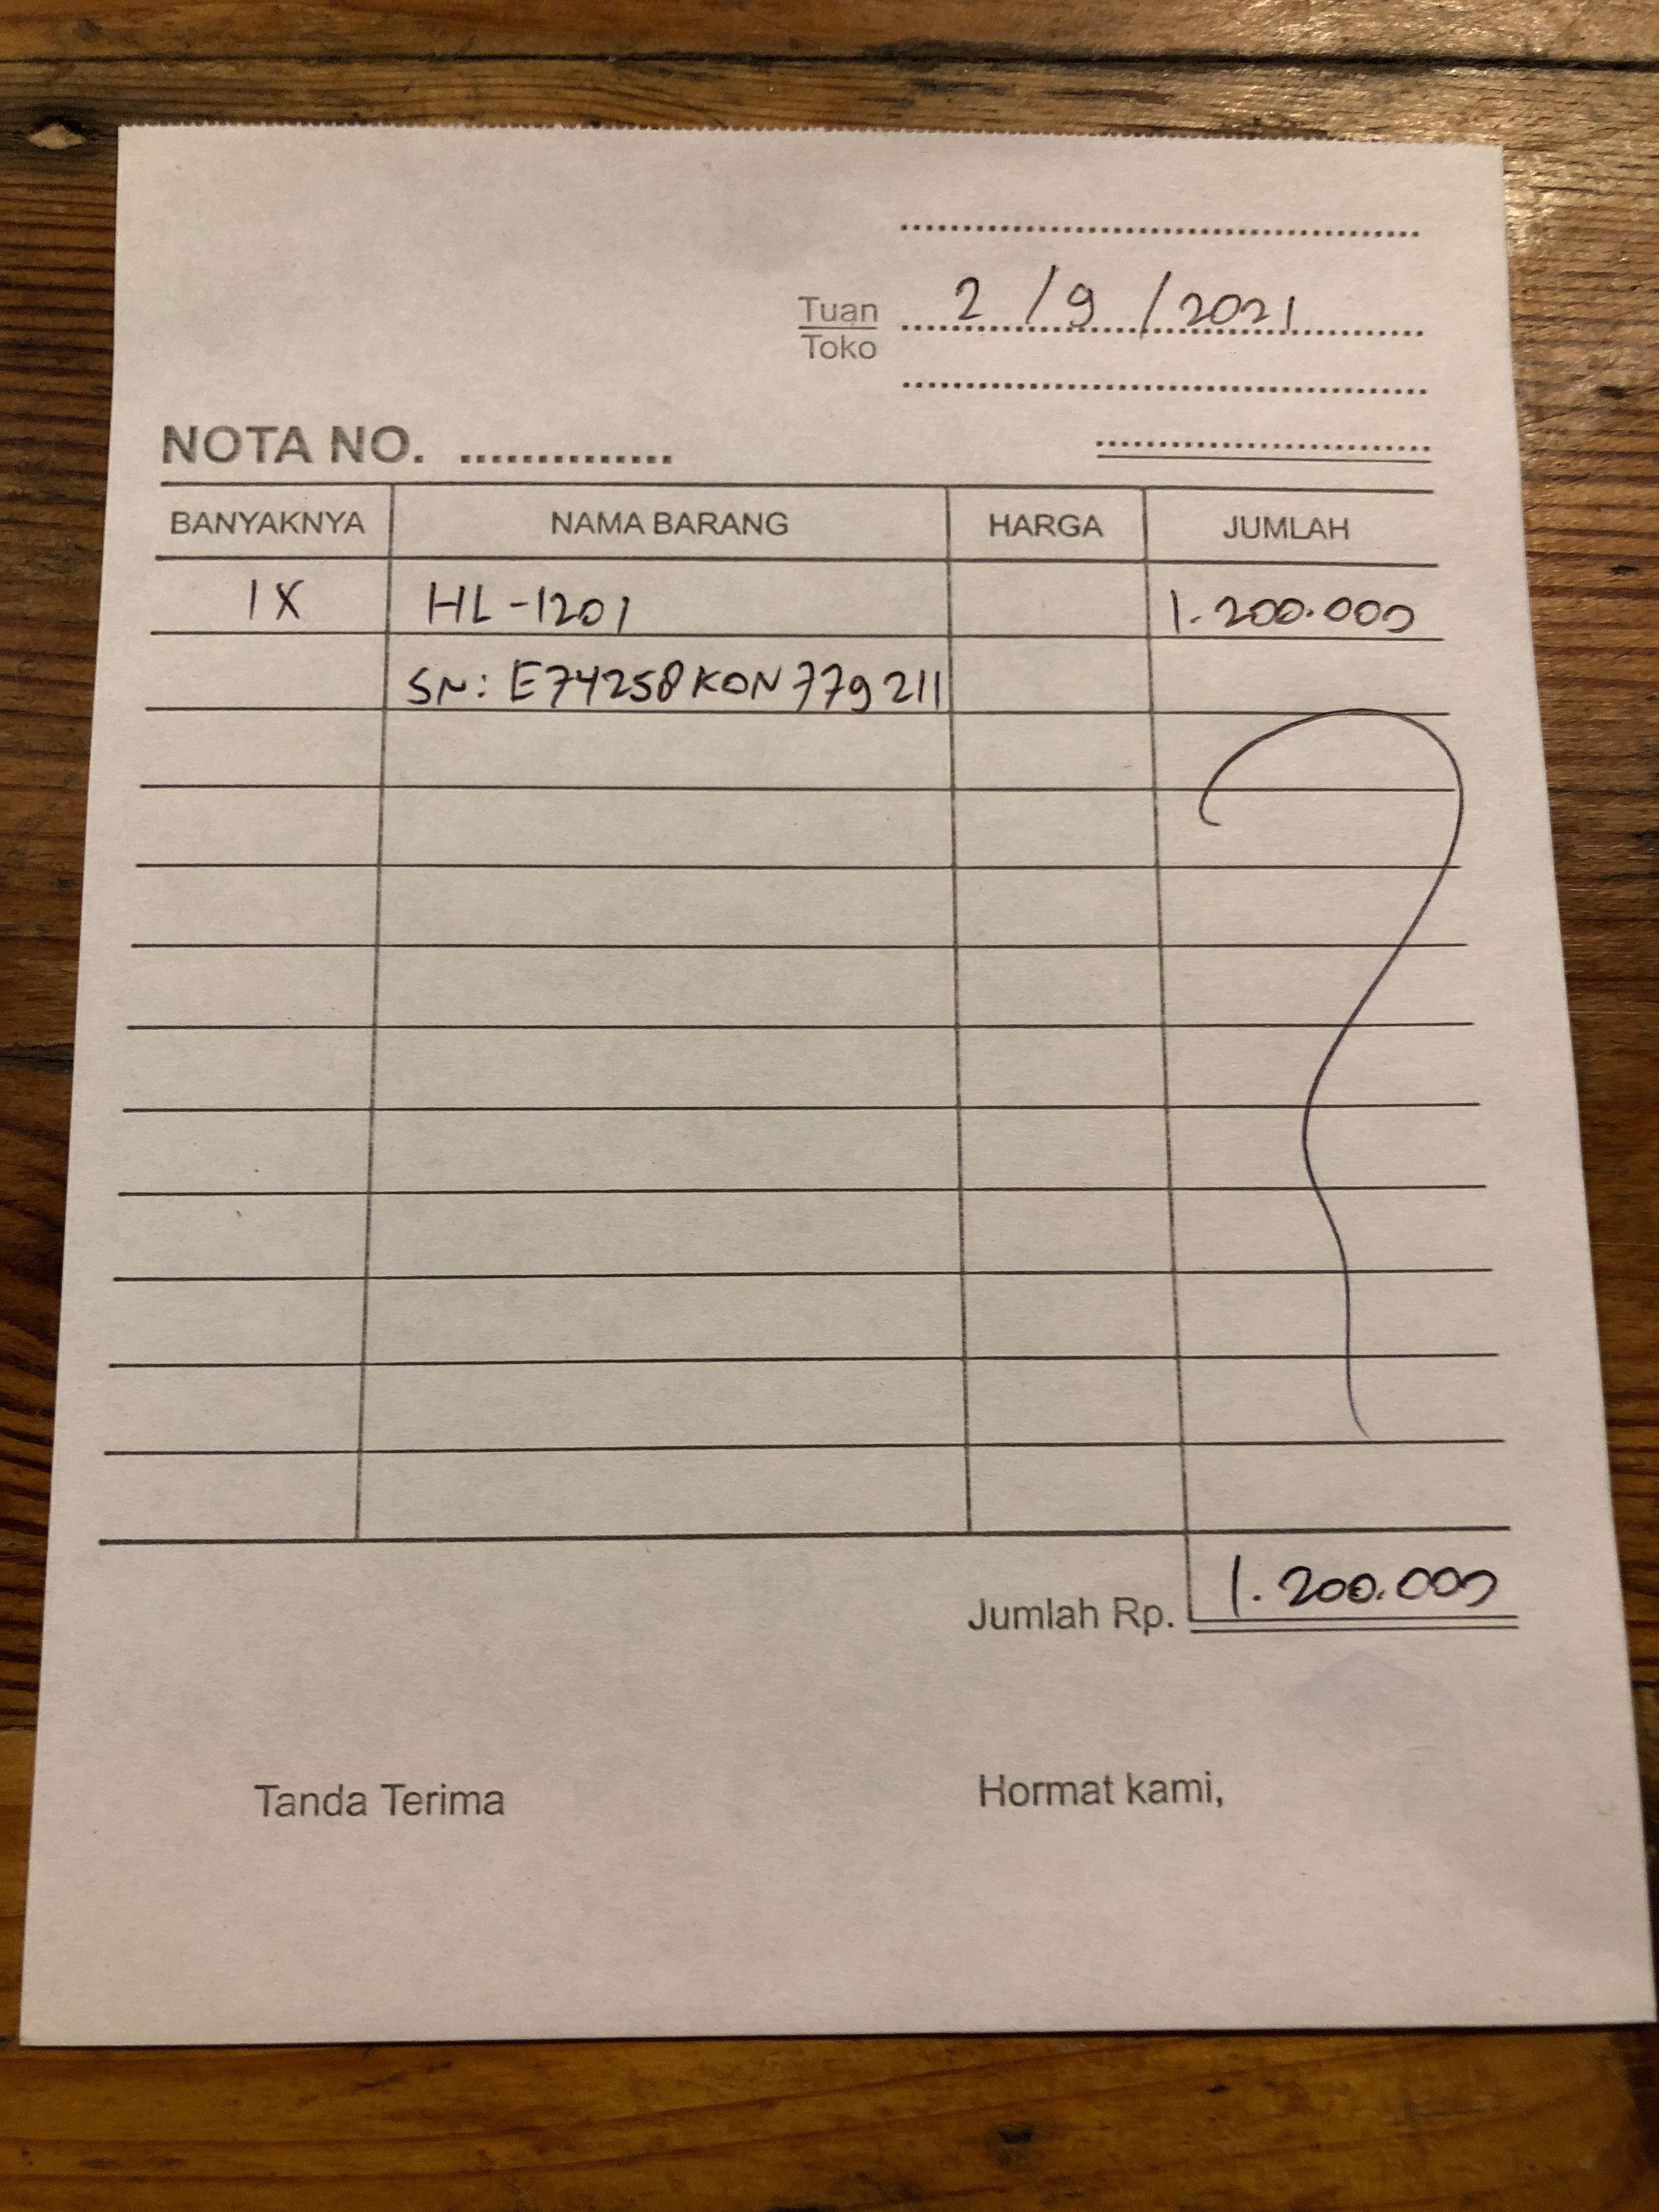 2 / 9 / 2021
Tuan
Toko
NOTA NO. ..............
BANYAKNYA NAMA BARANG HARGA JUMLAH
1X HL-1201 1.200.000
SN: E74258KON779211
Jumlah Rp. 1.200.000
Tanda Terima Hormat kami,